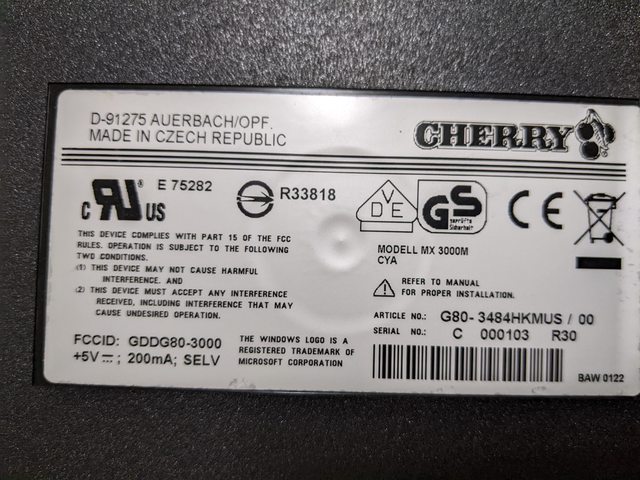 D-91275 AUERBACH/OPF.
MADE IN CZECH REPUBLIC
CHERRY
E 75282
C RU US
R33818
VDE
GS
geprüfte
Sicherheit
CE
THIS DEVICE COMPLIES WITH PART 15 OF THE FCC
RULES. OPERATION IS SUBJECT TO THE FOLLOWING
TWO CONDITIONS.
(1) THIS DEVICE MAY NOT CAUSE HARMFUL
INTERFERENCE. AND
(2) THIS DEVICE MUST ACCEPT ANY INTERFERENCE
RECEIVED, INCLUDING INTERFERENCE THAT MAY
CAUSE UNDESIRED OPERATION.
MODELL MX 3000M
CYA
REFER TO MANUAL
FOR PROPER INSTALLATION.
ARTICLE NO.: G80-3484HKMUS / 00
SERIAL NO.: C 000103 R30
FCCID: GDDG80-3000
+5V ⎓; 200mA; SELV
THE WINDOWS LOGO IS A
REGISTERED TRADEMARK OF
MICROSOFT CORPORATION
BAW 0122